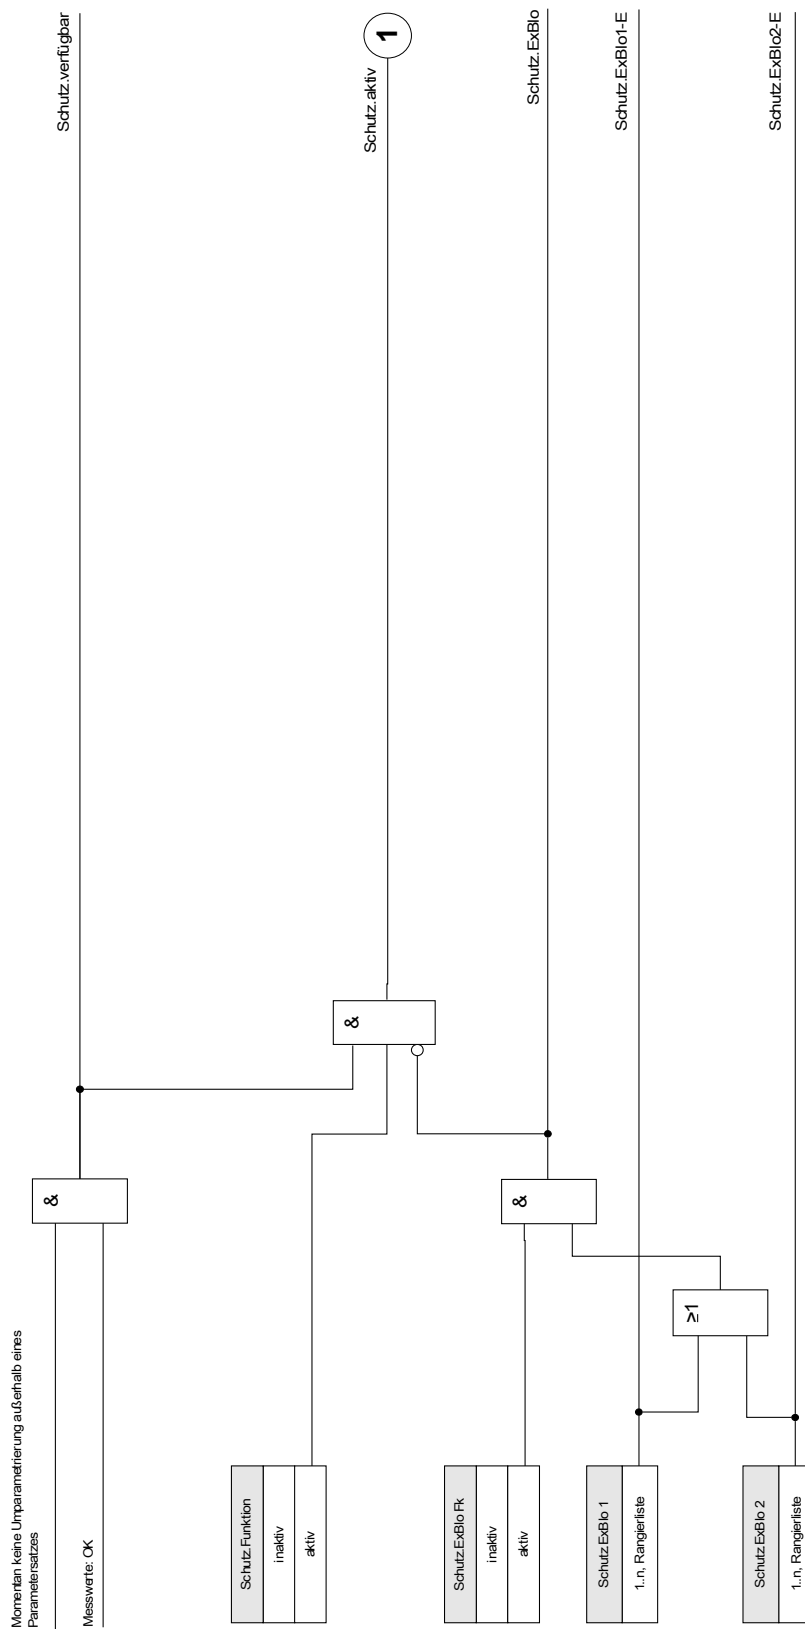 Momentan keine Umparametrierung außerhalb eines
Parametersatzes
Messwerte: OK
&
Schutz.verfügbar
Schutz.Funktion
inaktiv
aktiv
&
Schutz.aktiv
1
Schutz.ExBlo Fk
inaktiv
aktiv
&
Schutz.ExBlo
Schutz.ExBlo 1
1..n, Rangierliste
Schutz.ExBlo1-E
≥1
Schutz.ExBlo 2
1..n, Rangierliste
Schutz.ExBlo2-E